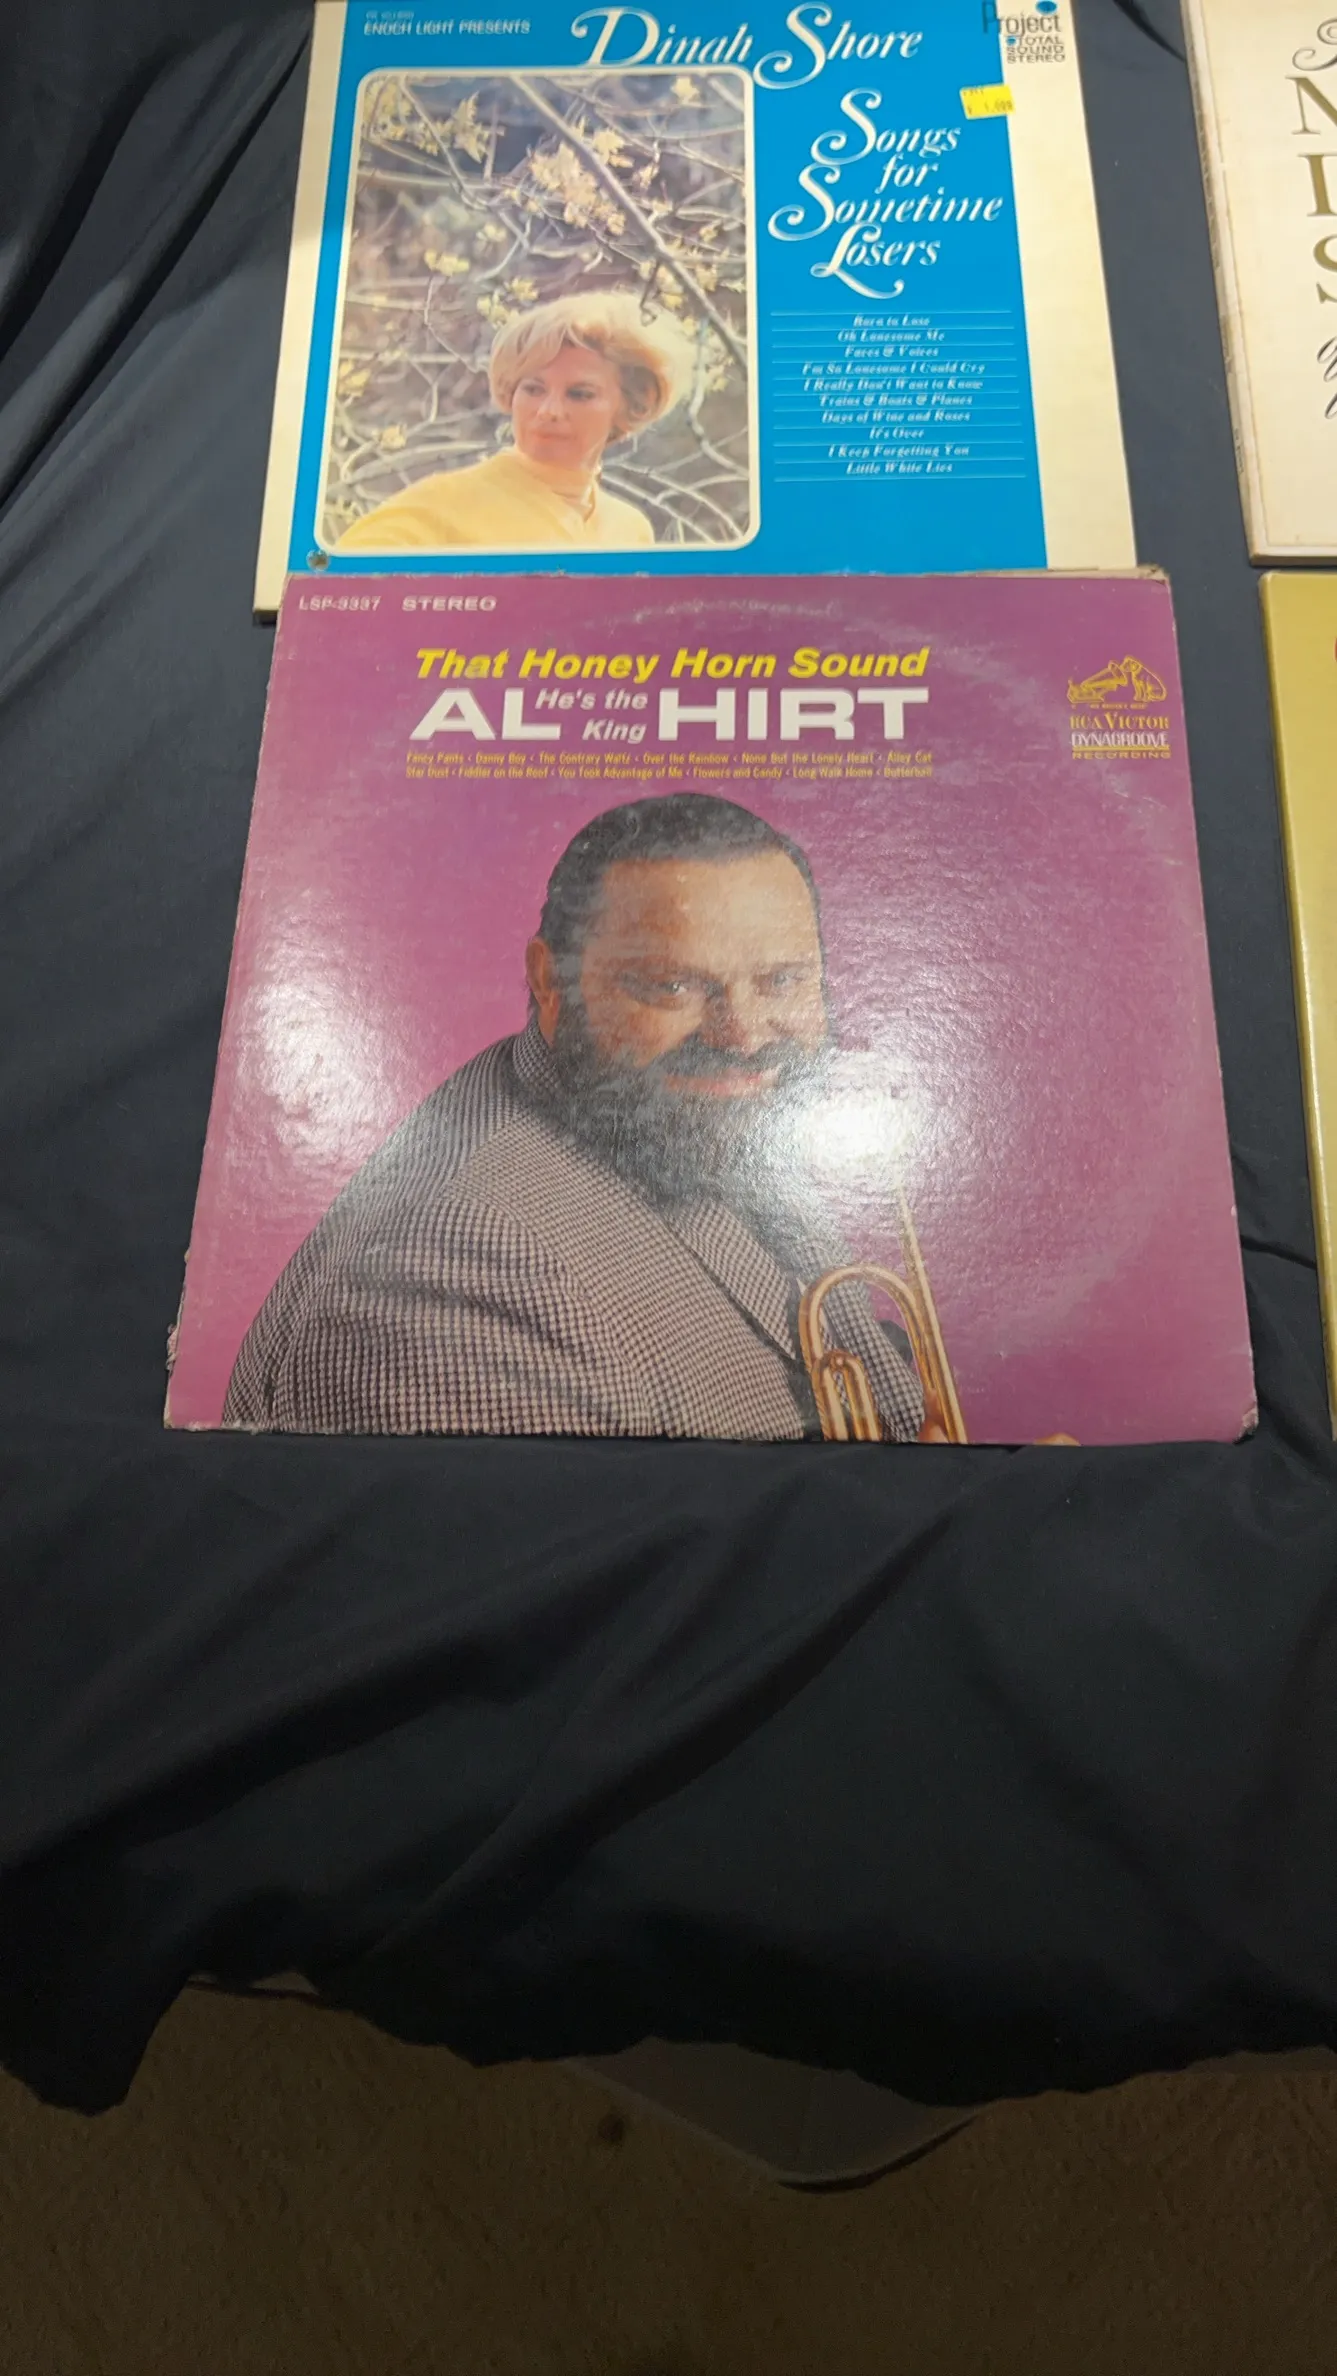 ENOCH LIGHT PRESENTS
Dinah Shore
Project
TOTAL
SOUND
STEREO
Songs
for
Sometime
Losers
Born to Lose
Oh Lonesome Me
Faces & Voices
I'm So Lonesome I Could Cry
I Really Don't Want to Know
Trains & Boats & Planes
Days of Wine and Roses
It's Over
I Keep Forgetting You
Little White Lies
LSP-3337 STEREO
That Honey Horn Sound
AL He's the King HIRT
Fancy Pants • Danny Boy • The Contrary Waltz • Over the Rainbow • None But the Lonely Heart • Alley Cat
Star Dust • Fiddler on the Roof • You Took Advantage of Me • Flowers and Candy • Long Walk Home • Butterball
RCA VICTOR
DYNAGROOVE
RECORDING